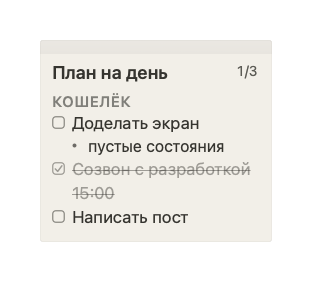 План на день 1/3
КОШЕЛЁК
Доделать экран
• пустые состояния
Созвон с разработкой
15:00
Написать пост